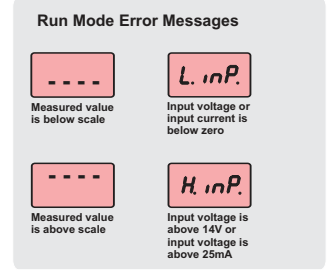 Run Mode Error Messages
- - - -
L. inP.
Measured value
is below scale
Input voltage or
input current is
below zero
- - - -
H. inP.
Measured value
is above scale
Input voltage is
above 14V or
input voltage is
above 25mA